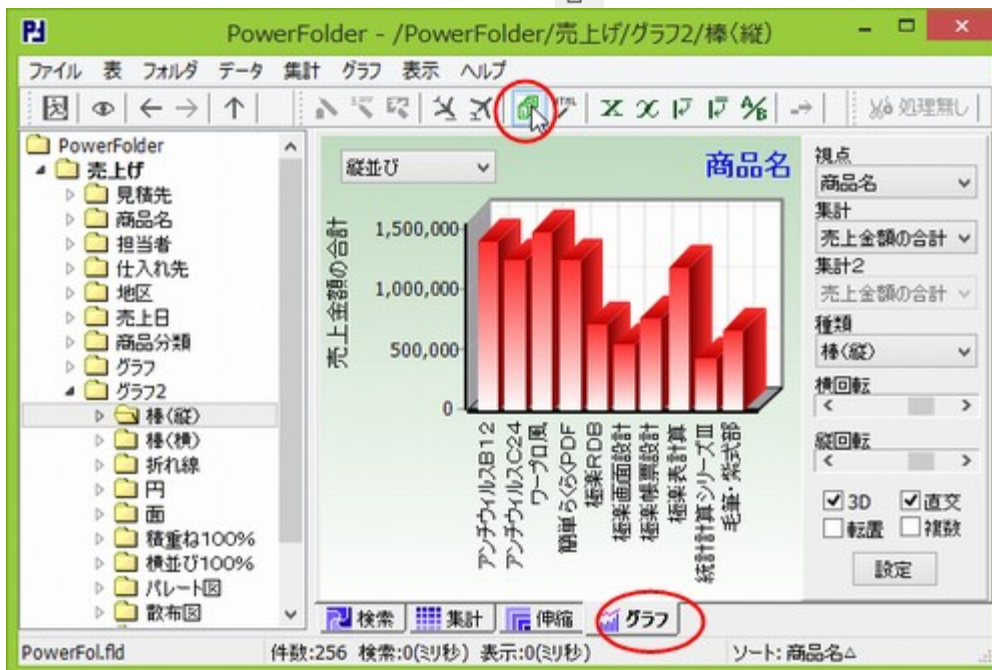 PowerFolder - /PowerFolder/売上げ/グラフ2/棒(縦)
ファイル 表 フォルダ データ 集計 グラフ 表示 ヘルプ
処理無し
PowerFolder
売上げ
見積先
商品名
担当者
仕入れ先
地区
売上日
商品分類
グラフ
グラフ2
棒(縦)
棒(横)
折れ線
円
面
積重ね100%
横並び100%
パレート図
散布図
縦並び
商品名
売上金額の合計
1,500,000
1,000,000
500,000
0
アンチウィルスB12
アンチウィルスC24
ワープロ風
簡単らくらくPDF
極楽RDB
極楽画面設計
極楽帳票設計
極楽表計算
統計計算シリーズIII
毛筆・紫式部
視点
商品名
集計
売上金額の合計
集計2
売上金額の合計
種類
棒(縦)
横回転
縦回転
3D 直交
転置 複数
設定
検索 集計 伸縮 グラフ
PowerFol.fld 件数:256 検索:0(ミリ秒) 表示:0(ミリ秒) ソート: 商品名△